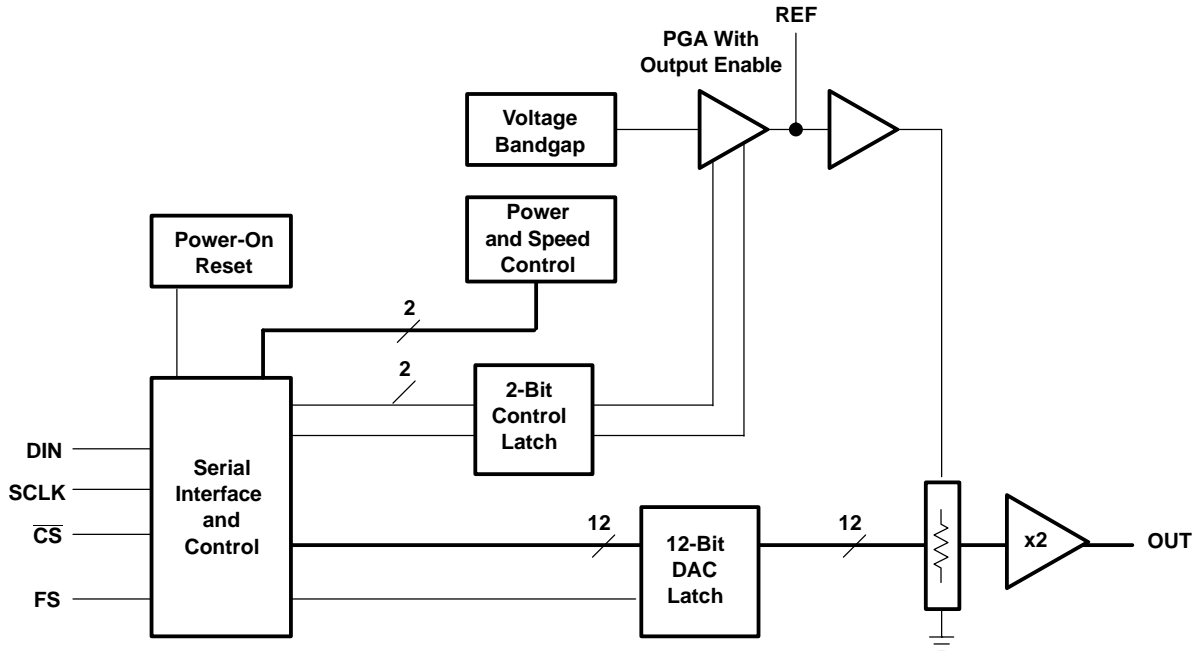 REF
PGA With
Output Enable
Voltage
Bandgap
Power
and Speed
Control
Power-On
Reset
2
2
2-Bit
Control
Latch
DIN
SCLK
CS
FS
Serial
Interface
and
Control
12
12-Bit
DAC
Latch
12
x2
OUT